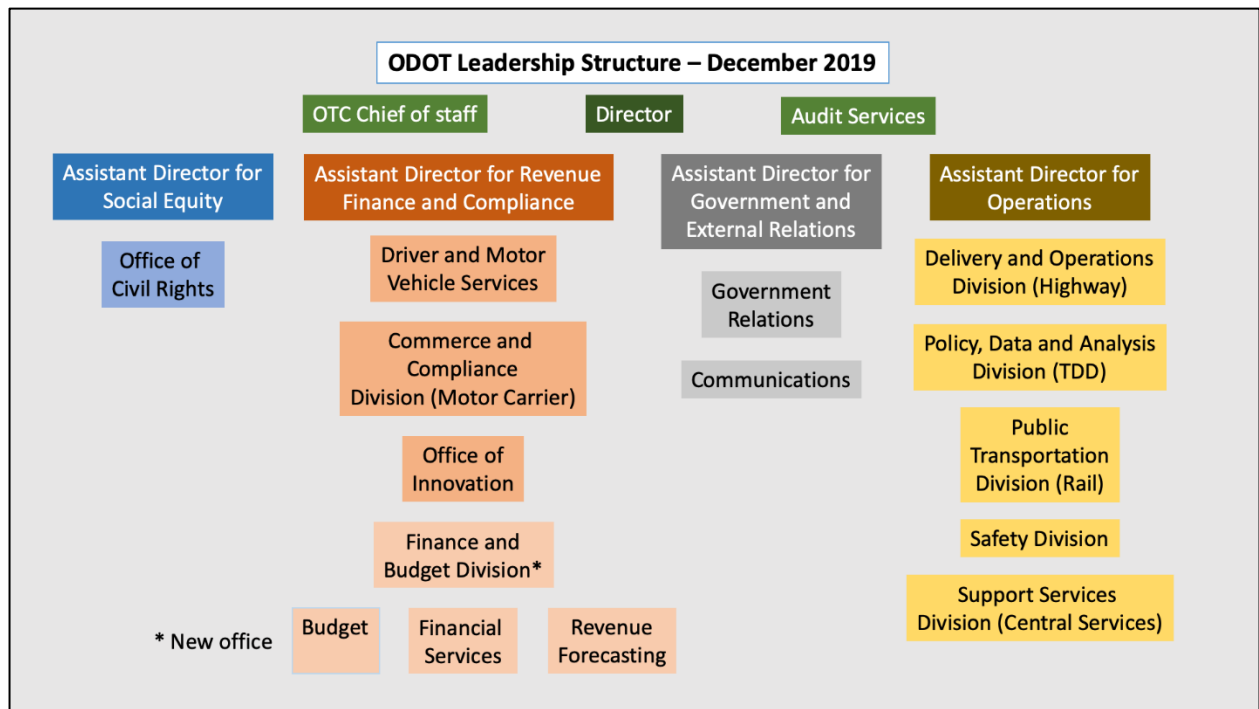 ODOT Leadership Structure – December 2019
OTC Chief of staff
Director
Audit Services
Assistant Director for
Social Equity
Office of
Civil Rights
Assistant Director for Revenue
Finance and Compliance
Driver and Motor
Vehicle Services
Commerce and
Compliance
Division (Motor Carrier)
Office of
Innovation
Finance and
Budget Division*
Budget
Financial
Services
Revenue
Forecasting
Assistant Director for
Government and
External Relations
Government
Relations
Communications
Assistant Director for
Operations
Delivery and Operations
Division (Highway)
Policy, Data and Analysis
Division (TDD)
Public
Transportation
Division (Rail)
Safety Division
Support Services
Division (Central Services)
* New office